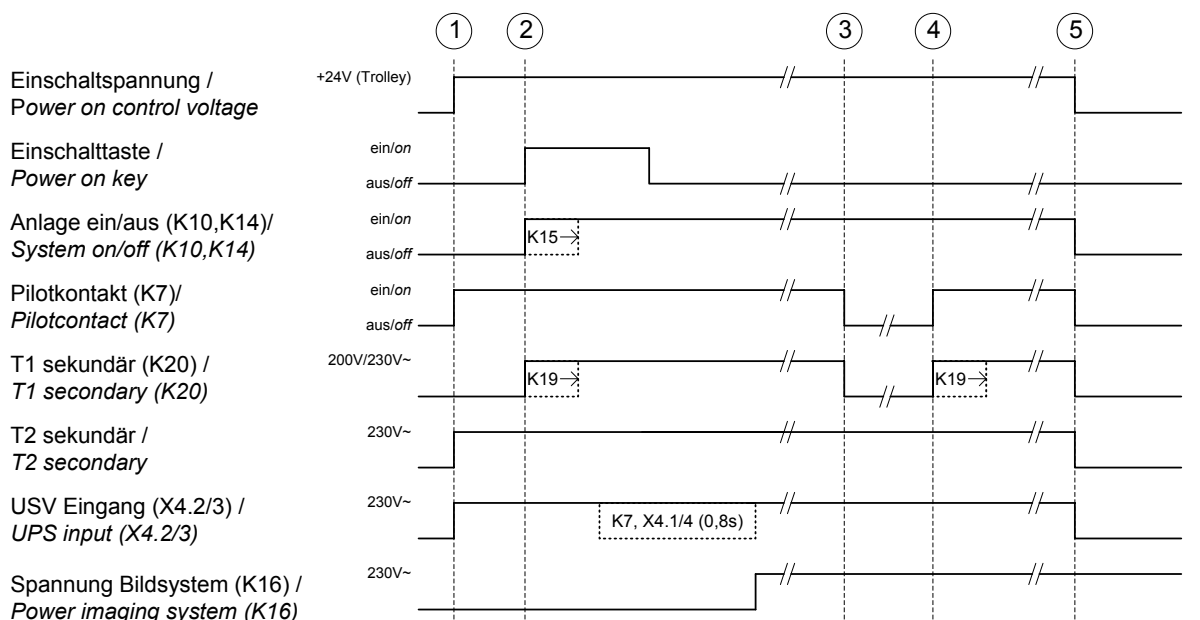 1 2 3 4 5
Einschaltspannung / +24V (Trolley)
Power on control voltage
Einschalttaste / ein/on
Power on key aus/off
Anlage ein/aus (K10,K14)/ ein/on
K15→
System on/off (K10,K14) aus/off
Pilotkontakt (K7)/ ein/on
Pilotcontact (K7) aus/off
T1 sekundär (K20) / 200V/230V~
K19→ K19→
T1 secondary (K20)
T2 sekundär / 230V~
T2 secondary
USV Eingang (X4.2/3) / 230V~
K7, X4.1/4 (0,8s)
UPS input (X4.2/3)
Spannung Bildsystem (K16) / 230V~
Power imaging system (K16)